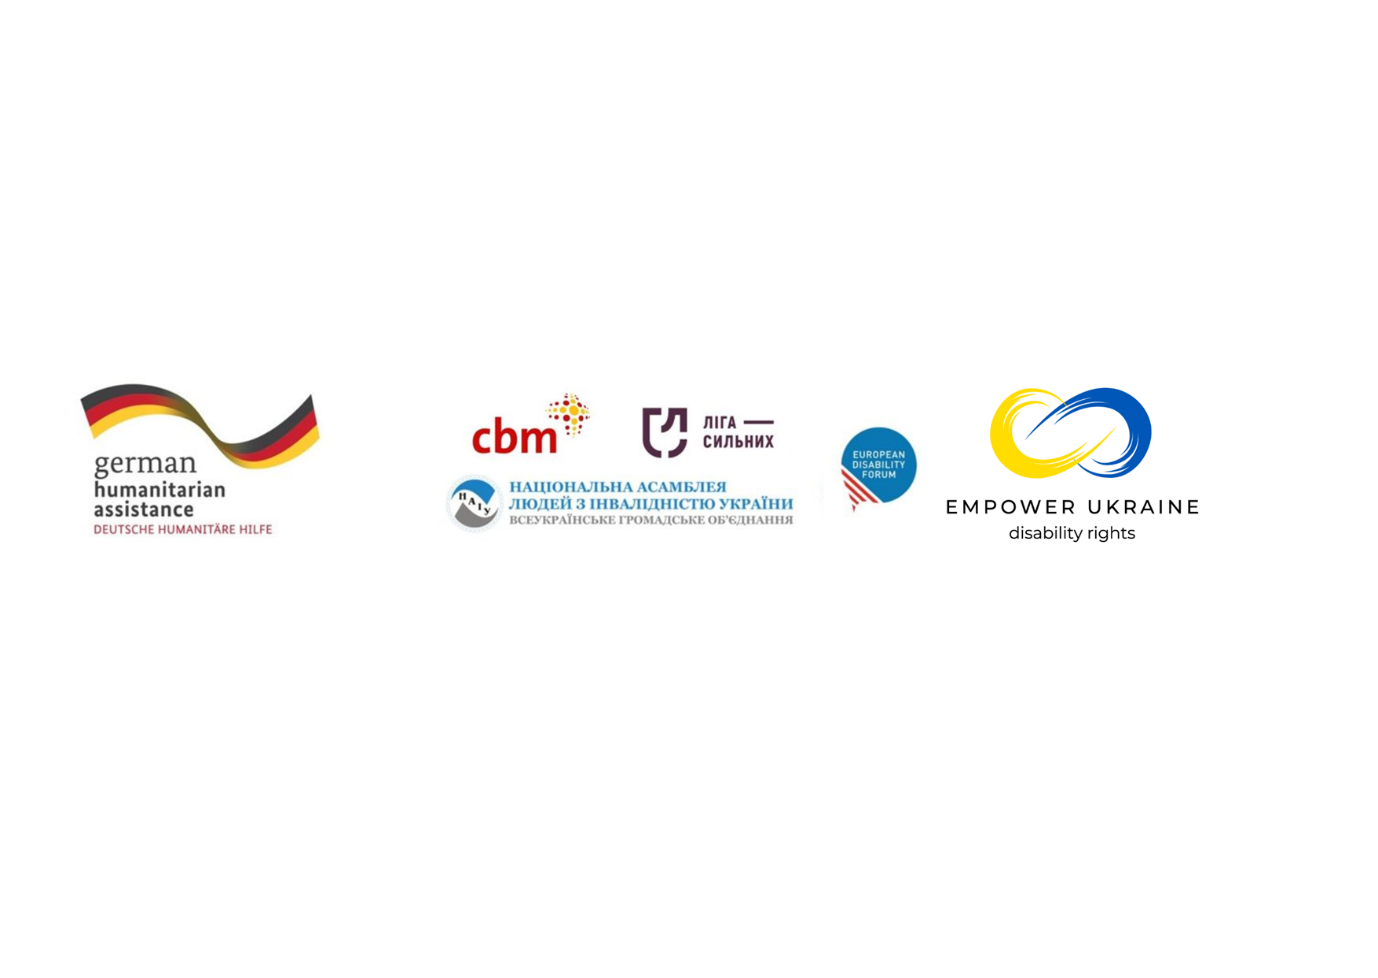 german
humanitarian
assistance
DEUTSCHE HUMANITÄRE HILFE
cbm
ЛІГА
СИЛЬНИХ
НАІУ
НАЦІОНАЛЬНА АСАМБЛЕЯ
ЛЮДЕЙ З ІНВАЛІДНІСТЮ УКРАЇНИ
ВСЕУКРАЇНСЬКЕ ГРОМАДСЬКЕ ОБ'ЄДНАННЯ
EUROPEAN
DISABILITY
FORUM
EMPOWER UKRAINE
disability rights